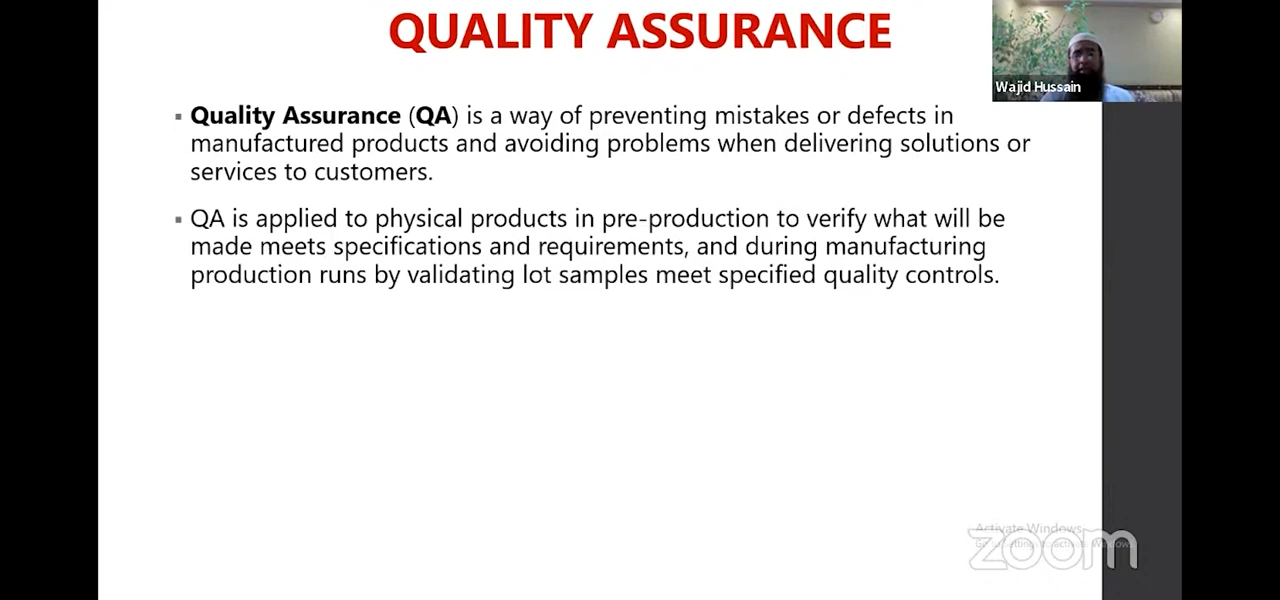 QUALITY ASSURANCE
Wajid Hussain
▪ Quality Assurance (QA) is a way of preventing mistakes or defects in
manufactured products and avoiding problems when delivering solutions or
services to customers.
▪ QA is applied to physical products in pre-production to verify what will be
made meets specifications and requirements, and during manufacturing
production runs by validating lot samples meet specified quality controls.
Activate Windows
zoom